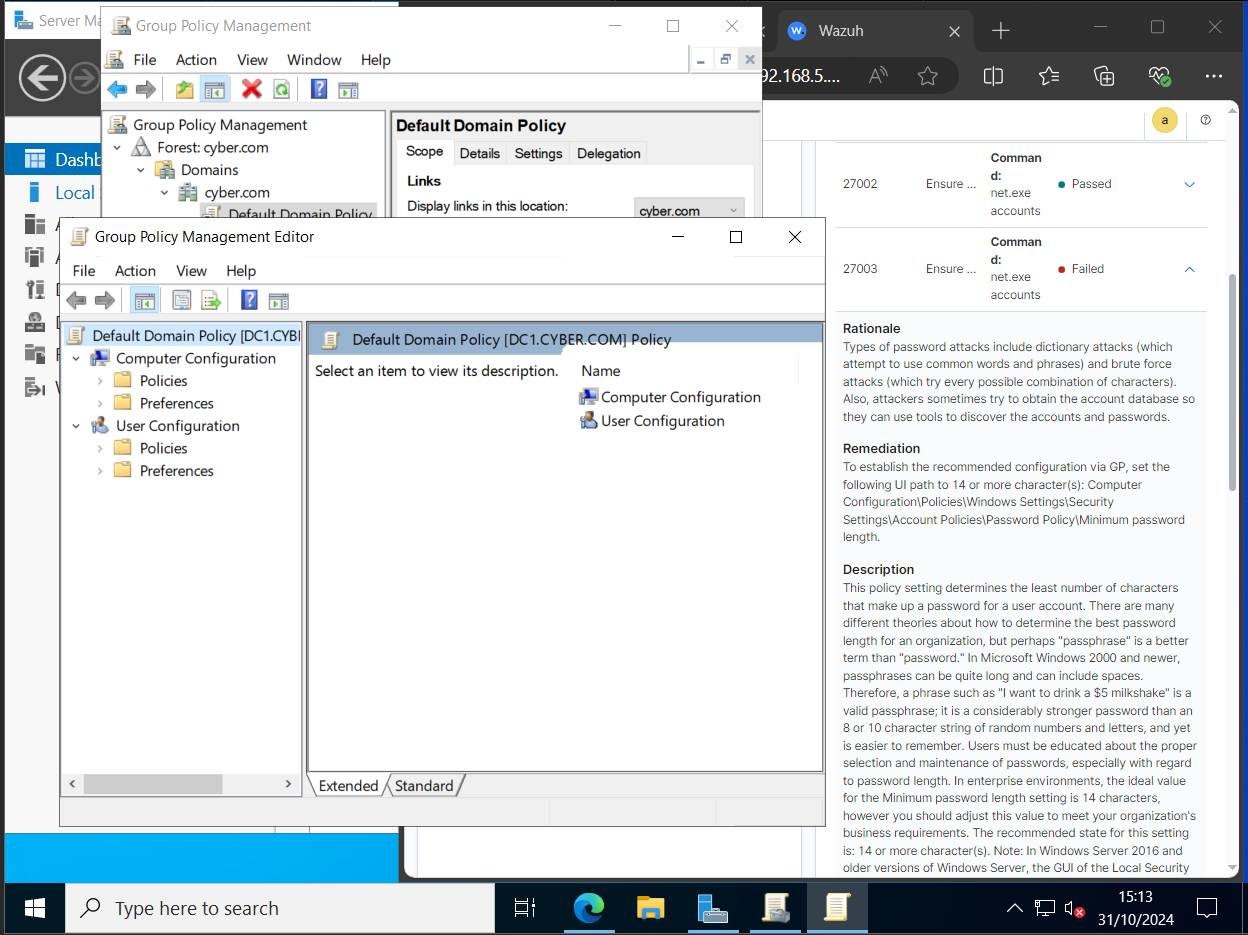 Server Ma
Group Policy Management
File Action View Window Help
Group Policy Management
Forest: cyber.com
Domains
cyber.com
Default Domain Policy
Default Domain Policy
Scope Details Settings Delegation
Links
Display links in this location:
cyber.com
Dashb
Local
Group Policy Management Editor
File Action View Help
Default Domain Policy [DC1.CYBI
Computer Configuration
Policies
Preferences
User Configuration
Policies
Preferences
Default Domain Policy [DC1.CYBER.COM] Policy
Select an item to view its description.
Name
Computer Configuration
User Configuration
Extended Standard
W. Wazuh
92.168.5....
a
27002 Ensure ... Command: net.exe accounts Passed
27003 Ensure ... Command: net.exe accounts Failed
Rationale
Types of password attacks include dictionary attacks (which
attempt to use common words and phrases) and brute force
attacks (which try every possible combination of characters).
Also, attackers sometimes try to obtain the account database so
they can use tools to discover the accounts and passwords.
Remediation
To establish the recommended configuration via GP, set the
following UI path to 14 or more character(s): Computer
Configuration\Policies\Windows Settings\Security
Settings\Account Policies\Password Policy\Minimum password
length.
Description
This policy setting determines the least number of characters
that make up a password for a user account. There are many
different theories about how to determine the best password
length for an organization, but perhaps "passphrase" is a better
term than "password." In Microsoft Windows 2000 and newer,
passphrases can be quite long and can include spaces.
Therefore, a phrase such as "I want to drink a $5 milkshake" is a
valid passphrase; it is a considerably stronger password than an
8 or 10 character string of random numbers and letters, and yet
is easier to remember. Users must be educated about the proper
selection and maintenance of passwords, especially with regard
to password length. In enterprise environments, the ideal value
for the Minimum password length setting is 14 characters,
however you should adjust this value to meet your organization's
business requirements. The recommended state for this setting
is: 14 or more character(s). Note: In Windows Server 2016 and
older versions of Windows Server, the GUI of the Local Security
Type here to search
15:13
31/10/2024